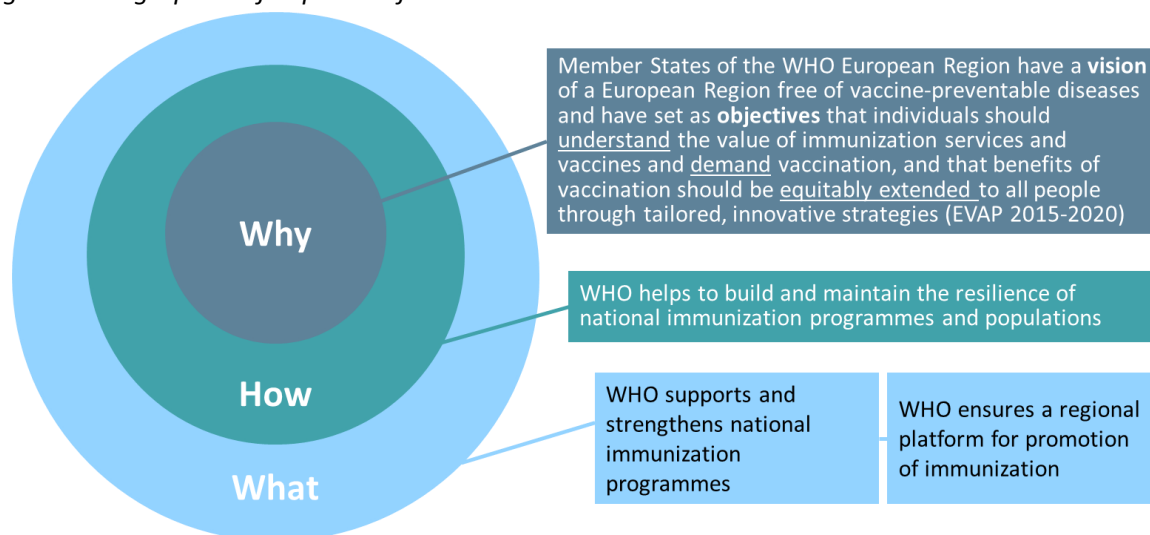 Member States of the WHO European Region have a vision
of a European Region free of vaccine-preventable diseases
and have set as objectives that individuals should
understand the value of immunization services and
vaccines and demand vaccination, and that benefits of
vaccination should be equitably extended to all people
through tailored, innovative strategies (EVAP 2015-2020)
Why
WHO helps to build and maintain the resilience of
national immunization programmes and populations
How
WHO supports and
strengthens national
immunization
programmes
WHO ensures a regional
platform for promotion
of immunization
What